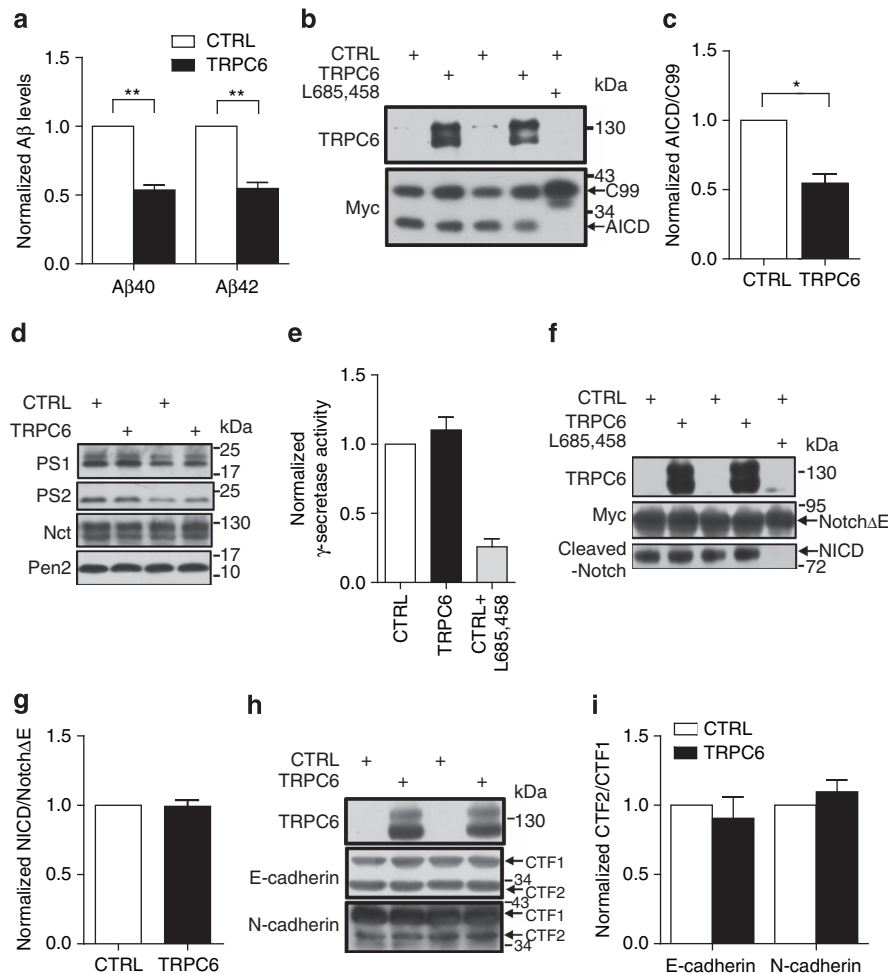 a
CTRL
TRPC6
Normalized Aβ levels
1.5
1.0
0.5
0.0
**
**
Aβ40
Aβ42
b
CTRL + + +
TRPC6 + +
L685,458 +
kDa
TRPC6
130
Myc
43
C99
34
AICD
c
Normalized AICD/C99
1.5
1.0
0.5
0.0
*
CTRL TRPC6
d
CTRL + +
TRPC6 + + kDa
PS1
25
17
PS2
25
Nct
130
Pen2
17
10
e
Normalized
γ-secretase activity
1.5
1.0
0.5
0.0
CTRL
TRPC6
CTRL+
L685,458
f
CTRL + + +
TRPC6 + +
L685,458 + kDa
TRPC6
130
Myc
95
NotchΔE
Cleaved
-Notch
NICD
72
g
Normalized NICD/NotchΔE
1.5
1.0
0.5
0.0
CTRL TRPC6
h
CTRL + +
TRPC6 + +
kDa
TRPC6
130
E-cadherin
CTF1
34
CTF2
N-cadherin
43
CTF1
CTF2
34
i
CTRL
TRPC6
Normalized CTF2/CTF1
1.5
1.0
0.5
0.0
E-cadherin N-cadherin